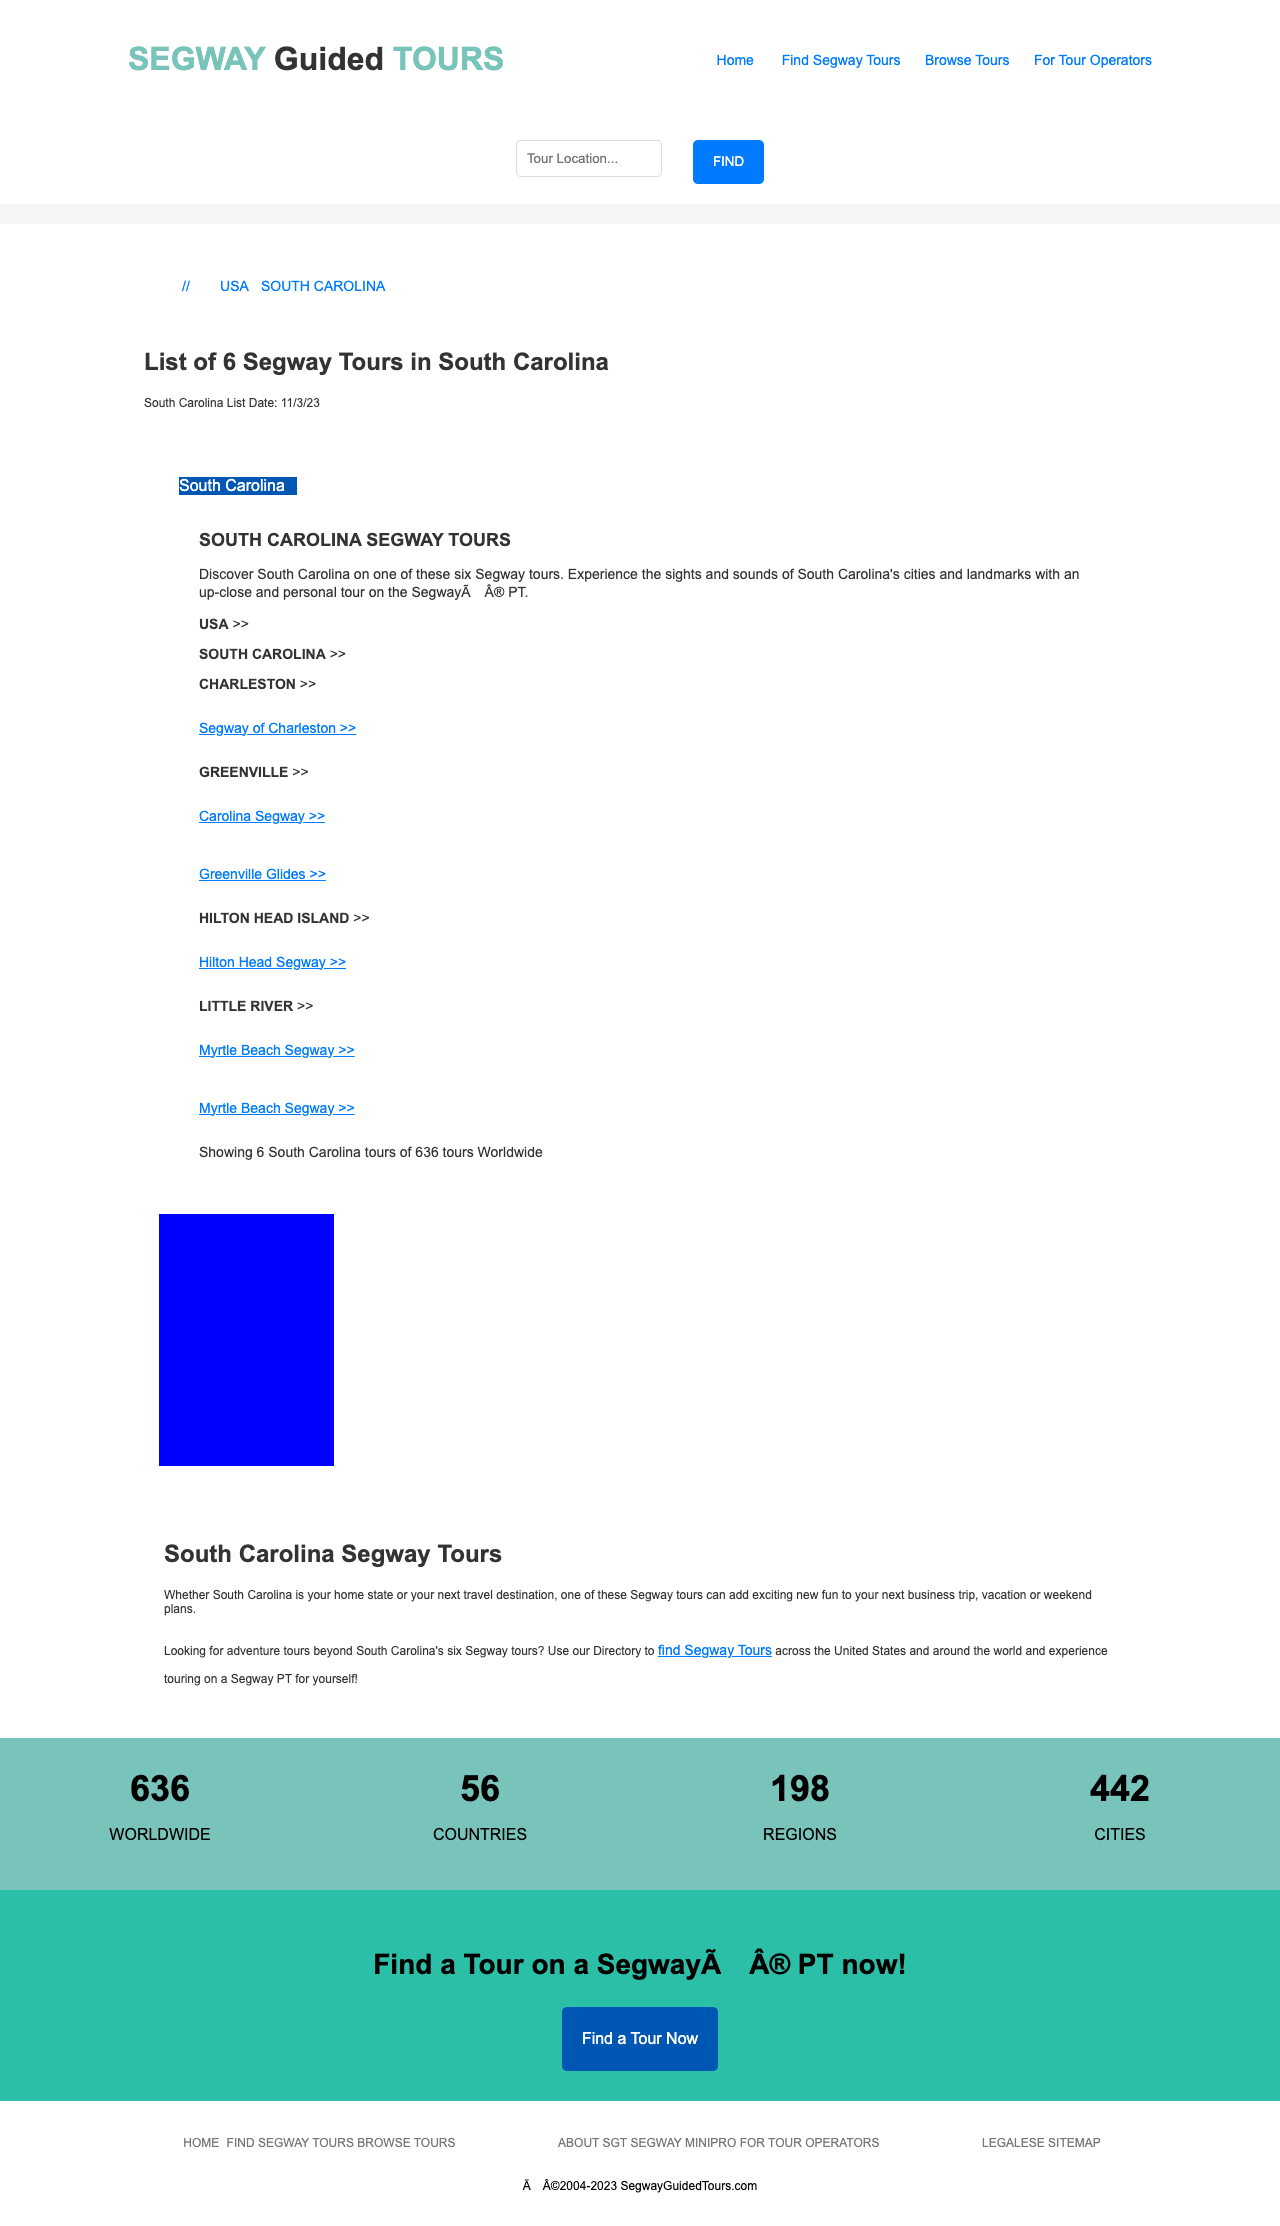 SEGWAY Guided TOURS
Home Find Segway Tours Browse Tours For Tour Operators
Tour Location... FIND
// USA SOUTH CAROLINA
List of 6 Segway Tours in South Carolina
South Carolina List Date: 11/3/23
South Carolina
SOUTH CAROLINA SEGWAY TOURS
Discover South Carolina on one of these six Segway tours. Experience the sights and sounds of South Carolina's cities and landmarks with an
up-close and personal tour on the SegwayÃ Â® PT.
USA >>
SOUTH CAROLINA >>
CHARLESTON >>
Segway of Charleston >>
GREENVILLE >>
Carolina Segway >>
Greenville Glides >>
HILTON HEAD ISLAND >>
Hilton Head Segway >>
LITTLE RIVER >>
Myrtle Beach Segway >>
Myrtle Beach Segway >>
Showing 6 South Carolina tours of 636 tours Worldwide
South Carolina Segway Tours
Whether South Carolina is your home state or your next travel destination, one of these Segway tours can add exciting new fun to your next business trip, vacation or weekend
plans.
Looking for adventure tours beyond South Carolina's six Segway tours? Use our Directory to find Segway Tours across the United States and around the world and experience
touring on a Segway PT for yourself!
636 56 198 442
WORLDWIDE COUNTRIES REGIONS CITIES
Find a Tour on a SegwayÃ Â® PT now!
Find a Tour Now
HOME FIND SEGWAY TOURS BROWSE TOURS ABOUT SGT SEGWAY MINIPRO FOR TOUR OPERATORS LEGALESE SITEMAP
Ã Â©2004-2023 SegwayGuidedTours.com